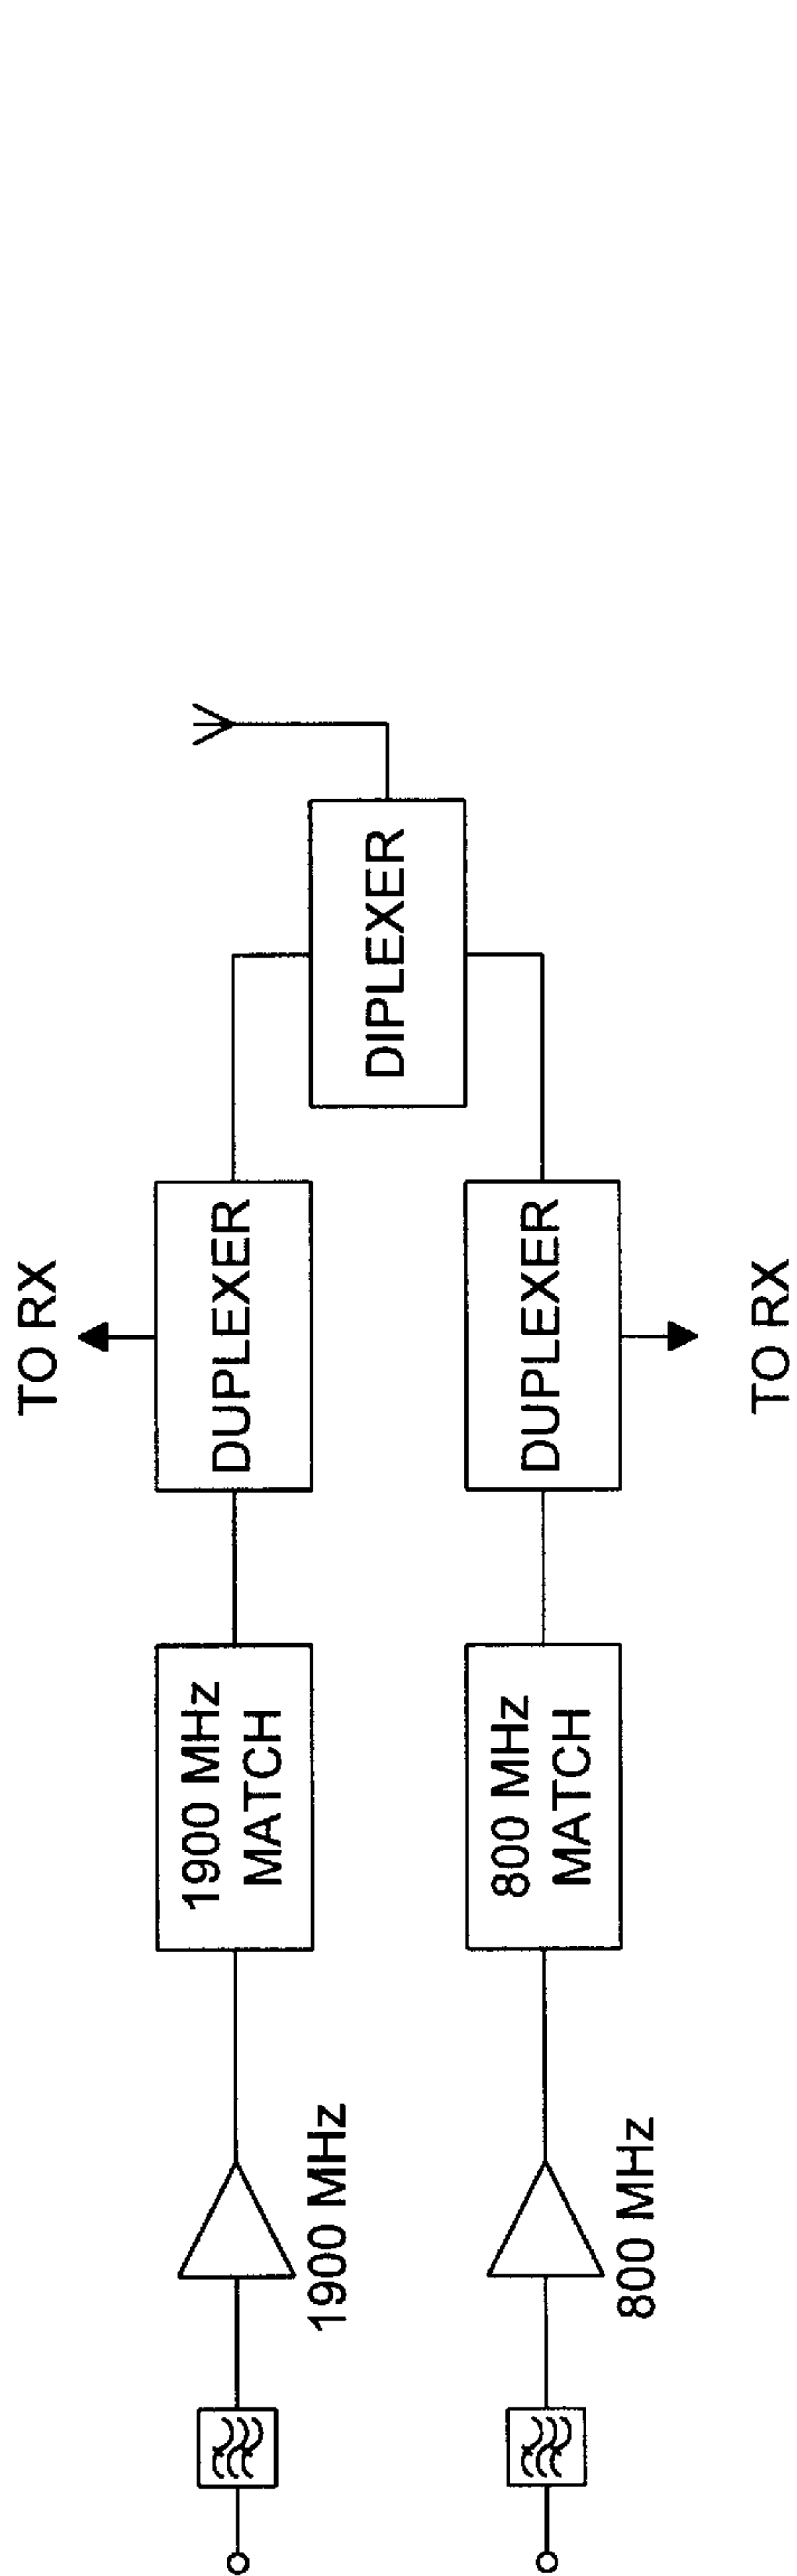 1900 MHz
1900 MHz
MATCH
TO RX
DUPLEXER
DIPLEXER
800 MHz
800 MHz
MATCH
DUPLEXER
TO RX